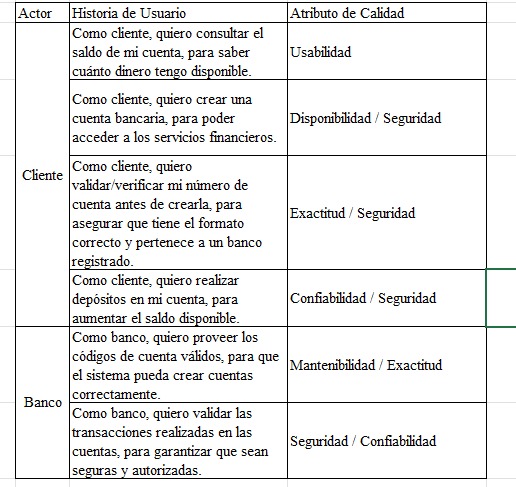 Actor Historia de Usuario Atributo de Calidad
Cliente
Como cliente, quiero consultar el
saldo de mi cuenta, para saber
cuánto dinero tengo disponible.
Usabilidad
Como cliente, quiero crear una
cuenta bancaria, para poder
acceder a los servicios financieros.
Disponibilidad / Seguridad
Como cliente, quiero
validar/verificar mi número de
cuenta antes de crearla, para
asegurar que tiene el formato
correcto y pertenece a un banco
registrado.
Exactitud / Seguridad
Como cliente, quiero realizar
depósitos en mi cuenta, para
aumentar el saldo disponible.
Confiabilidad / Seguridad
Banco
Como banco, quiero proveer los
códigos de cuenta válidos, para que
el sistema pueda crear cuentas
correctamente.
Mantenibilidad / Exactitud
Como banco, quiero validar las
transacciones realizadas en las
cuentas, para garantizar que sean
seguras y autorizadas.
Seguridad / Confiabilidad